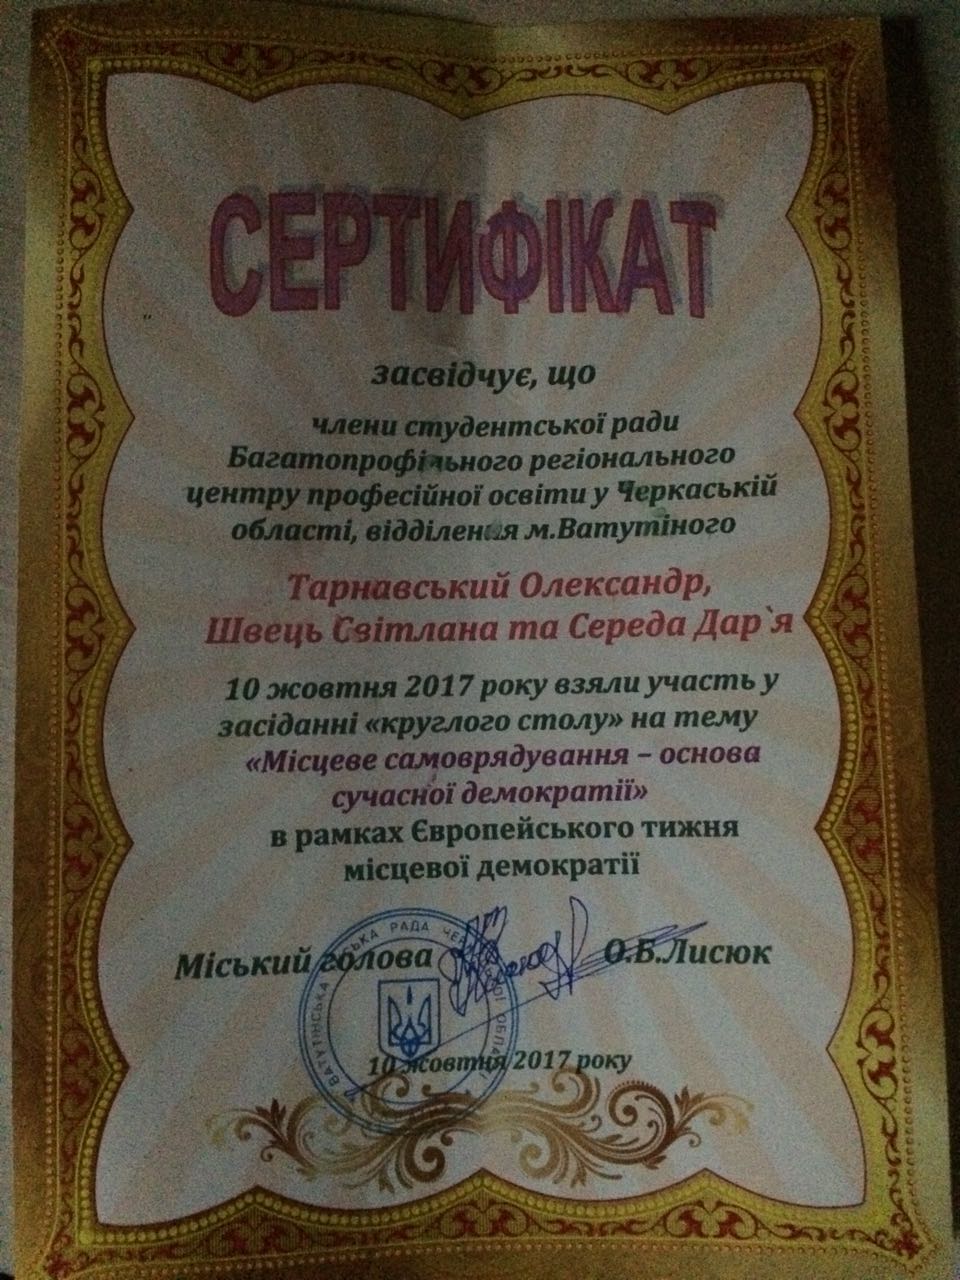 СЕРТИФІКАТ
засвідчує, що
члени студентської ради
Багатопрофільного регіонального
центру професійної освіти у Черкаській
області, відділення м.Ватутіного
Тарнавський Олександр,
Швець Світлана та Середа Дар`я
10 жовтня 2017 року взяли участь у
засіданні «круглого столу» на тему
«Місцеве самоврядування – основа
сучасної демократії»
в рамках Європейського тижня
місцевої демократії
Міський голова О.Б.Лисюк
ВАТУТІНСЬКА РАДА
10 жовтня 2017 року